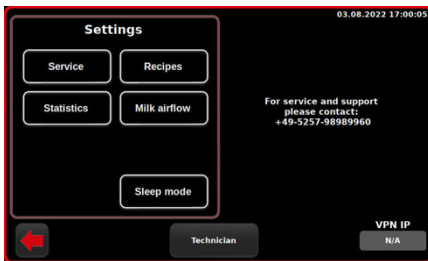 03.08.2022 17:00:05
Settings
Service
Recipes
Statistics
Milk airflow
Sleep mode
For service and support
please contact:
+49-5257-98989960
Technician
VPN IP
N/A